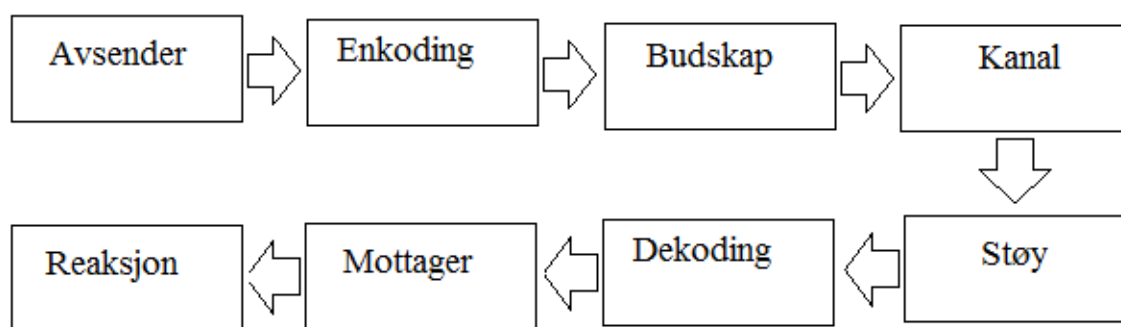 Avsender
Enkoding
Budskap
Kanal
Støy
Dekoding
Mottager
Reaksjon